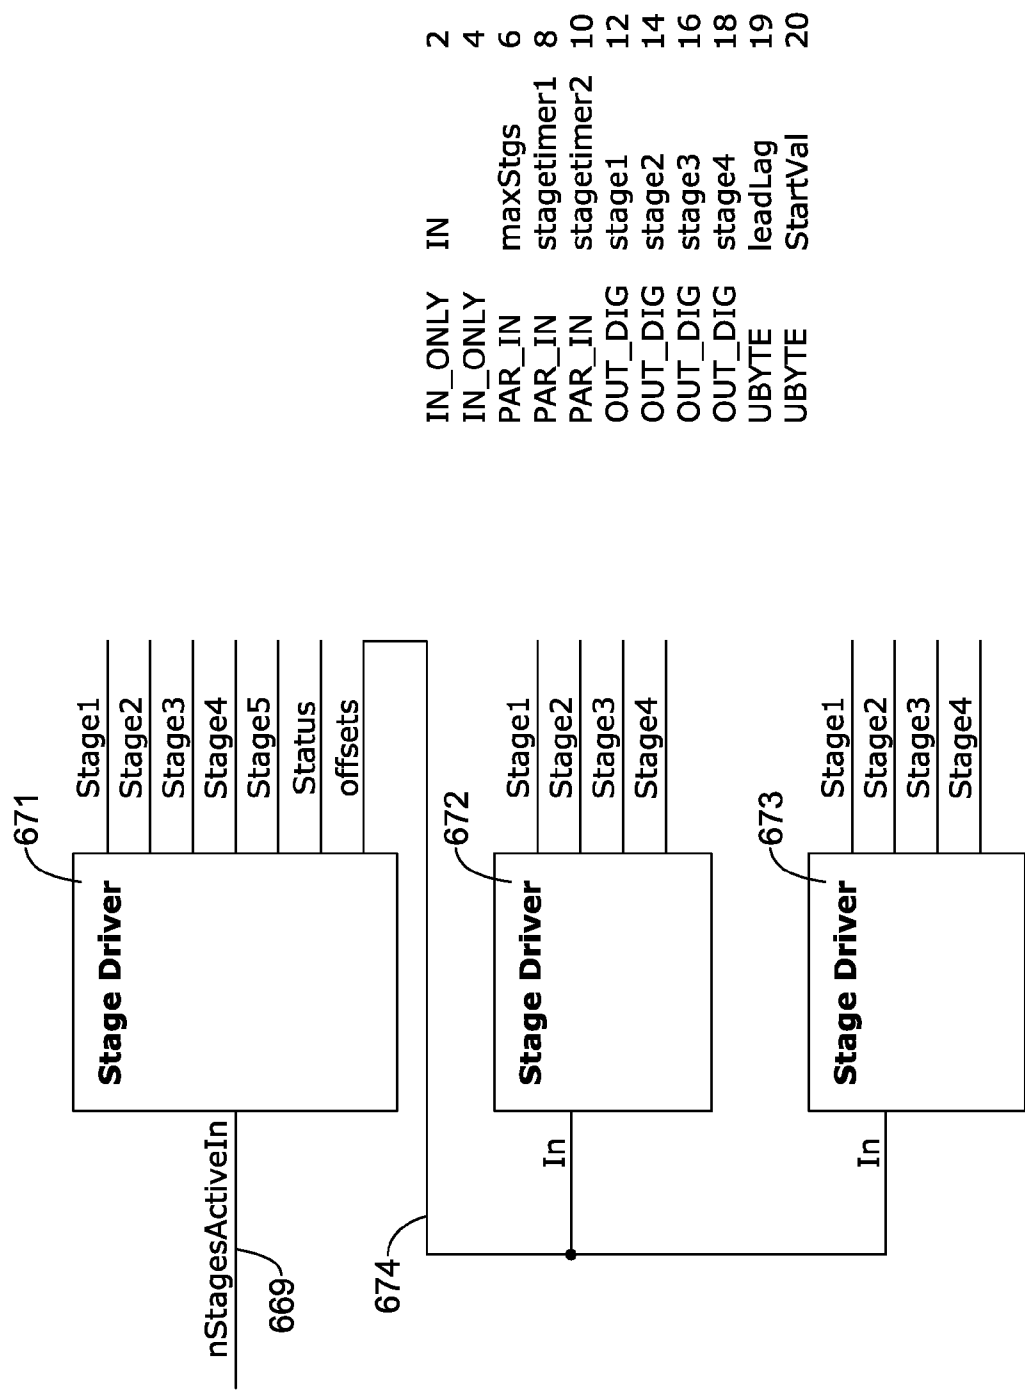 671
Stage Driver
nStagesActiveIn
669
Stage1
Stage2
Stage3
Stage4
Stage5
Status
offsets
674
672
Stage Driver
In
Stage1
Stage2
Stage3
Stage4
673
Stage Driver
In
Stage1
Stage2
Stage3
Stage4
IN_ONLY IN 2
IN_ONLY 4
PAR_IN maxStgs 6
PAR_IN stagetimer1 8
PAR_IN stagetimer2 10
OUT_DIG stage1 12
OUT_DIG stage2 14
OUT_DIG stage3 16
OUT_DIG stage4 18
UBYTE leadLag 19
UBYTE StartVal 20